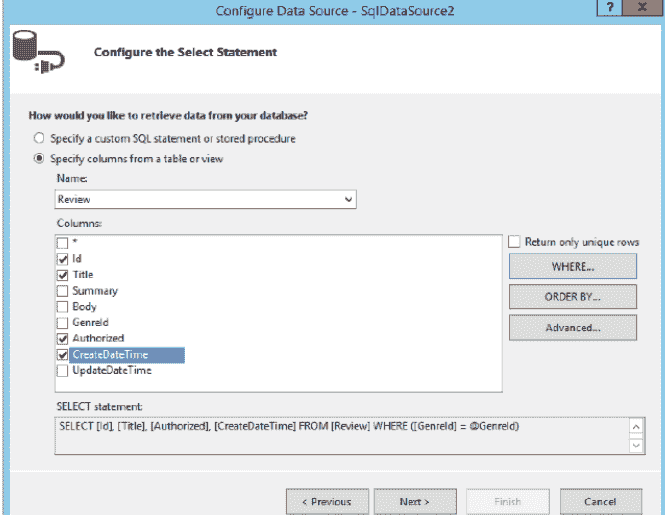 Configure Data Source - SqlDataSource2
? x
Configure the Select Statement
How would you like to retrieve data from your database?
Specify a custom SQL statement or stored procedure
Specify columns from a table or view
Name:
Review
Columns:
*
Id
Title
Summary
Body
GenreId
Authorized
CreateDateTime
UpdateDateTime
Return only unique rows
WHERE...
ORDER BY...
Advanced...
SELECT statement:
SELECT [Id], [Title], [Authorized], [CreateDateTime] FROM [Review] WHERE ([GenreId] = @GenreId)
< Previous
Next >
Finish
Cancel